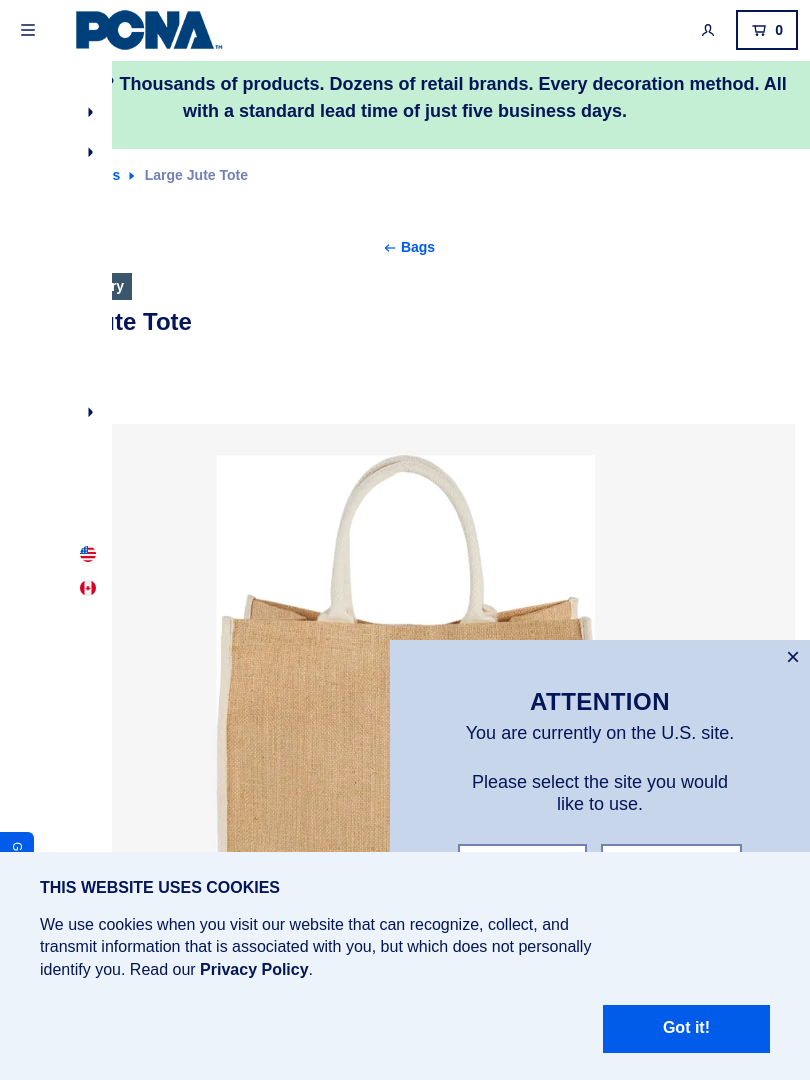 PCNA
0
? Thousands of products. Dozens of retail brands. Every decoration method. All
with a standard lead time of just five business days.
Large Jute Tote
Bags
Tote
ATTENTION
You are currently on the U.S. site.
Please select the site you would
like to use.
G
THIS WEBSITE USES COOKIES
We use cookies when you visit our website that can recognize, collect, and
transmit information that is associated with you, but which does not personally
identify you. Read our Privacy Policy.
Got it!